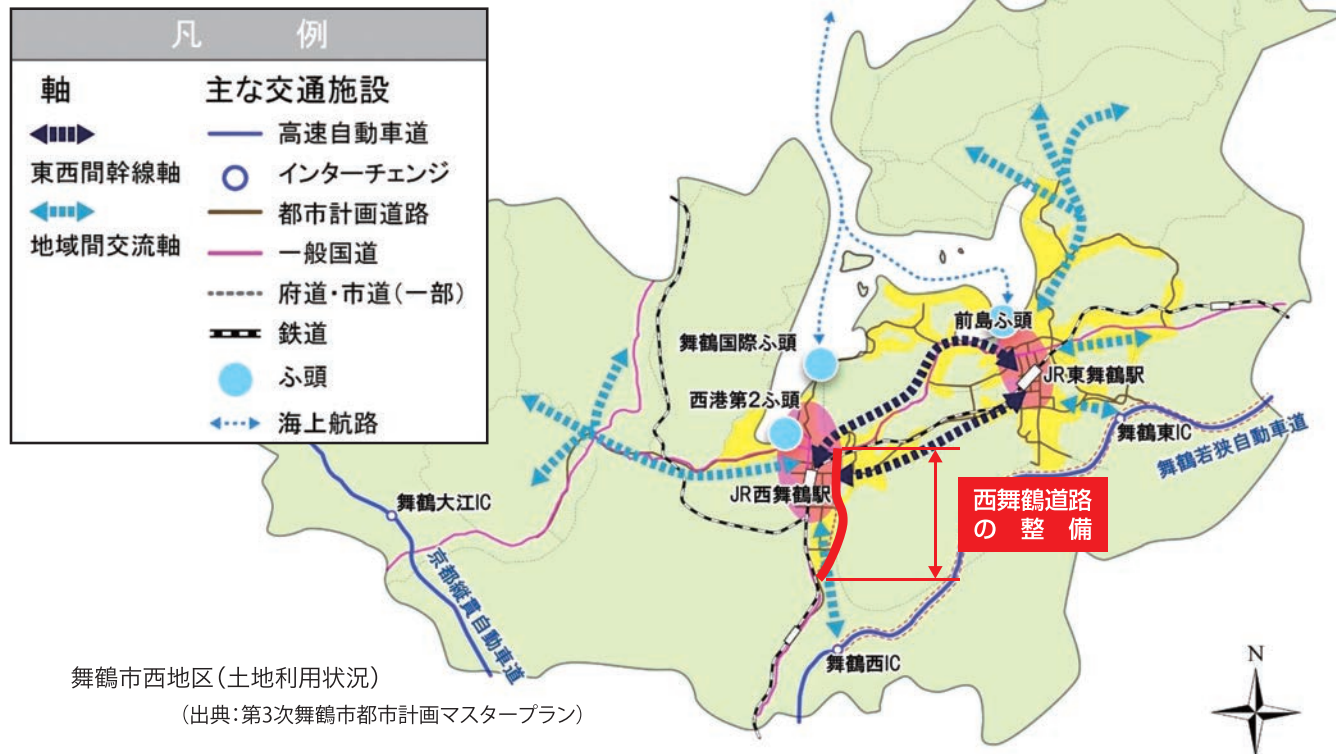 凡 例
軸
東西間幹線軸
地域間交流軸
主な交通施設
高速自動車道
インターチェンジ
都市計画道路
一般国道
府道・市道(一部)
鉄道
ふ頭
海上航路
前島ふ頭
舞鶴国際ふ頭
JR東舞鶴駅
西港第2ふ頭
舞鶴東IC
舞鶴若狭自動車道
JR西舞鶴駅
西舞鶴道路
の整備
舞鶴大江IC
京都縦貫自動車道
舞鶴西IC
N
舞鶴市西地区(土地利用状況)
(出典:第3次舞鶴市都市計画マスタープラン)